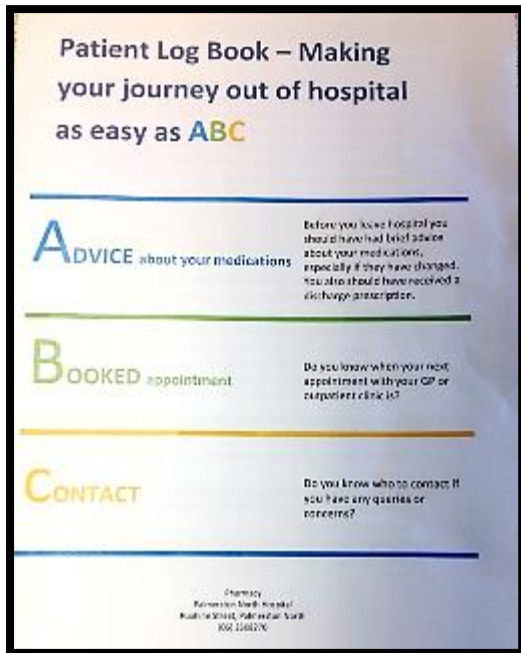 Patient Log Book – Making
your journey out of hospital
as easy as ABC
ADVICE about your medications
Before you leave hospital you
should have had brief advice
about your medications,
especially if they have changed.
You also should have received a
discharge prescription.
BOOKED appointment
Do you know when your next
appointment with your GP or
outpatient clinic is?
CONTACT
Do you know who to contact if
you have any queries or
concerns?
Pharmacy
Palmerston North Hospital
Ruahine Street, Palmerston North
(06)